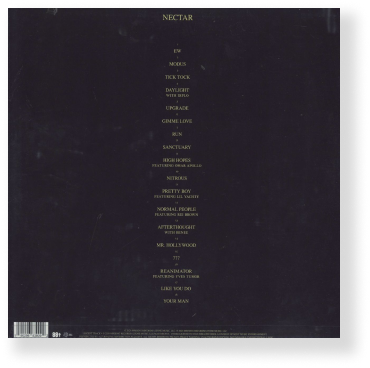 NECTAR
EW
MODUS
TICK TOCK
DAYLIGHT
WITH DIPLO
UPGRADE
GIMME LOVE
RUN
SANCTUARY
HIGH HOPES
FEATURING OMAR APOLLO
NITROUS
PRETTY BOY
FEATURING LIL YACHTY
NORMAL PEOPLE
FEATURING REI BROWN
AFTERTHOUGHT
WITH BENEE
MR. HOLLYWOOD
777
REANIMATOR
FEATURING YVES TUMOR
LIKE YOU DO
YOUR MAN